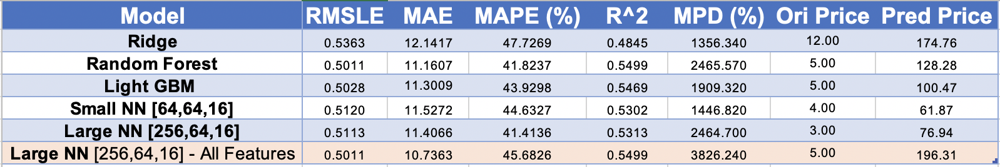 Model RMSLE MAE MAPE (%) R^2 MPD (%) Ori Price Pred Price
Ridge 0.5363 12.1417 47.7269 0.4845 1356.340 12.00 174.76
Random Forest 0.5011 11.1607 41.8237 0.5499 2465.570 5.00 128.28
Light GBM 0.5028 11.3009 43.9298 0.5469 1909.320 5.00 100.47
Small NN [64,64,16] 0.5120 11.5272 44.6327 0.5302 1446.820 4.00 61.87
Large NN [256,64,16] 0.5113 11.4066 41.4136 0.5313 2464.700 3.00 76.94
Large NN [256,64,16] - All Features 0.5011 10.7363 45.6826 0.5499 3826.240 5.00 196.31